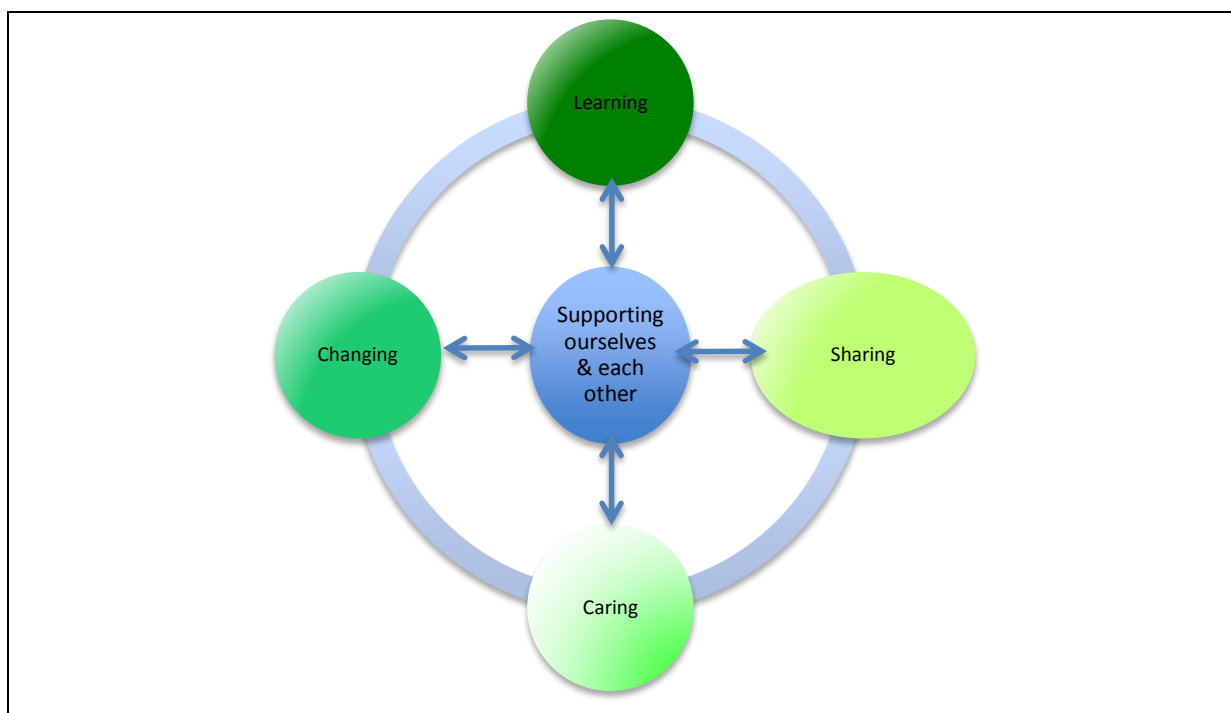 Learning
Changing
Supporting
ourselves
& each
other
Sharing
Caring